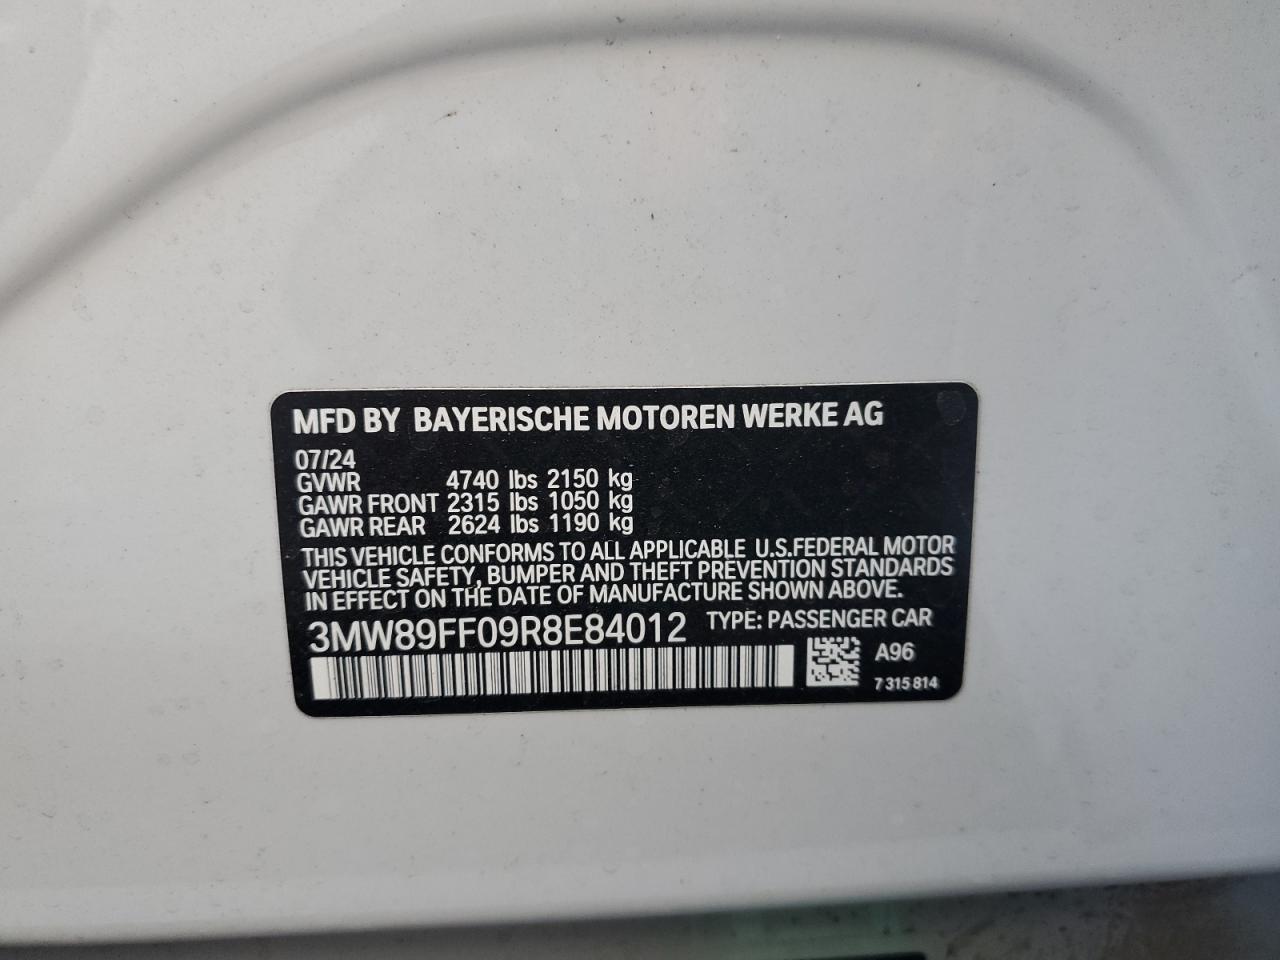 MFD BY BAYERISCHE MOTOREN WERKE AG
07/24
GVWR 4740 lbs 2150 kg
GAWR FRONT 2315 lbs 1050 kg
GAWR REAR 2624 lbs 1190 kg
THIS VEHICLE CONFORMS TO ALL APPLICABLE U.S.FEDERAL MOTOR
VEHICLE SAFETY, BUMPER AND THEFT PREVENTION STANDARDS
IN EFFECT ON THE DATE OF MANUFACTURE SHOWN ABOVE.
3MW89FF09R8E84012 TYPE: PASSENGER CAR
A96
7 315 814